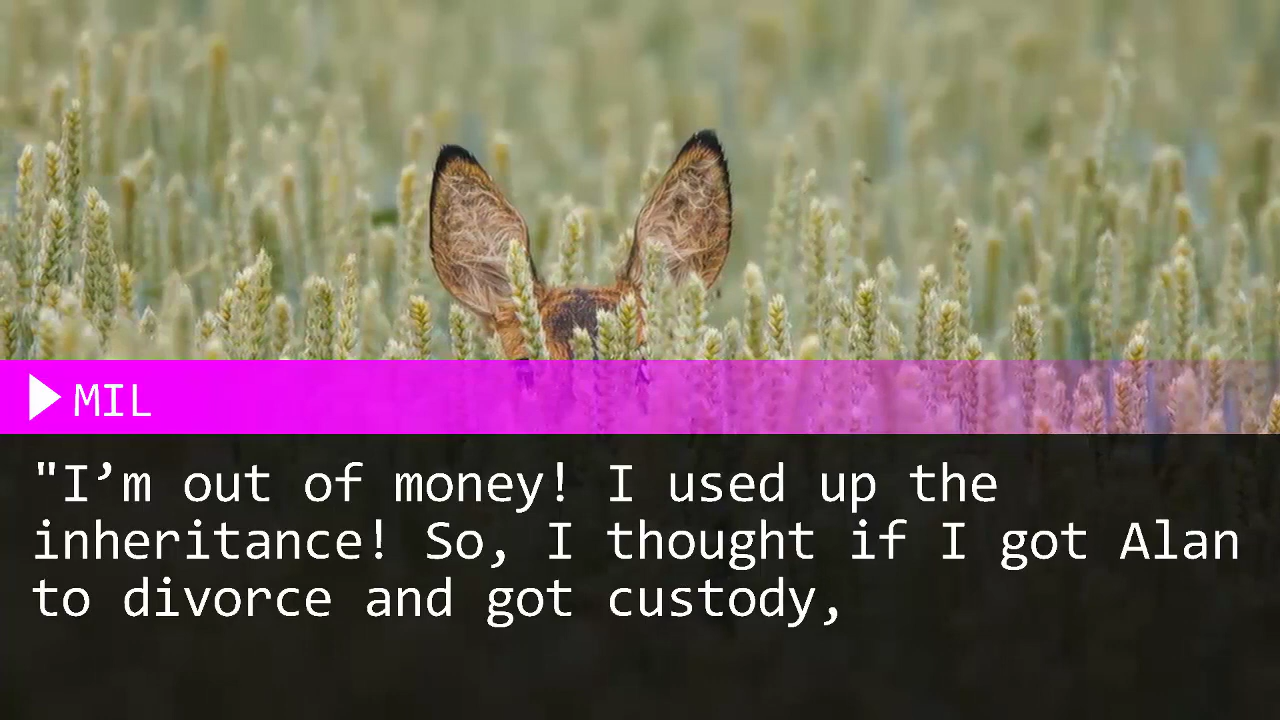 MIL
"I’m out of money! I used up the
inheritance! So, I thought if I got Alan
to divorce and got custody,